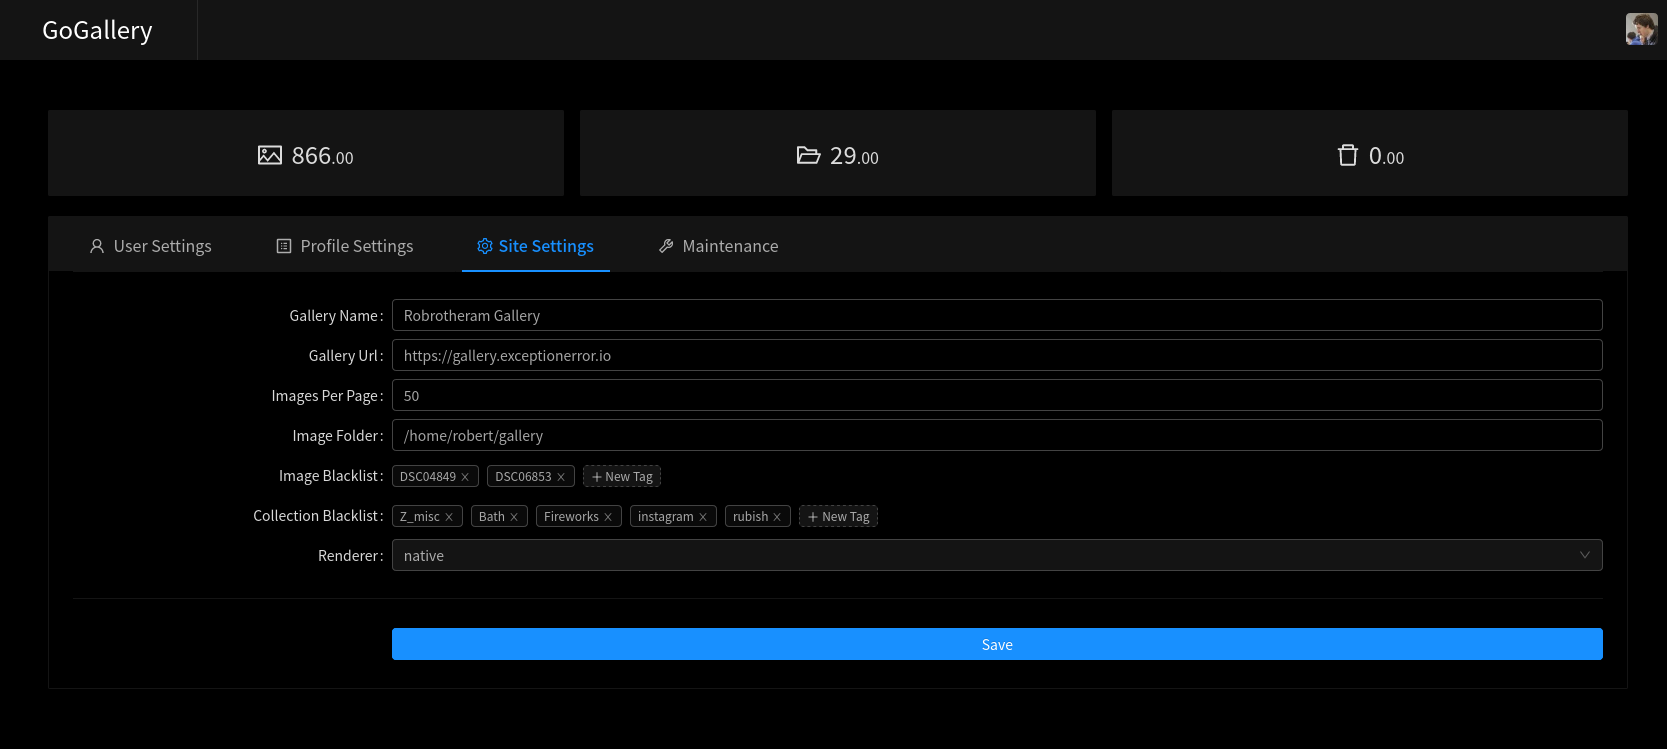 GoGallery
866.00
29.00
0.00
User Settings
Profile Settings
Site Settings
Maintenance
Gallery Name: Robrotheram Gallery
Gallery Url: https://gallery.exceptionerror.io
Images Per Page: 50
Image Folder: /home/robert/gallery
Image Blacklist: DSC04849 × DSC06853 × + New Tag
Collection Blacklist: Z_misc × Bath × Fireworks × instagram × rubish × + New Tag
Renderer: native
Save